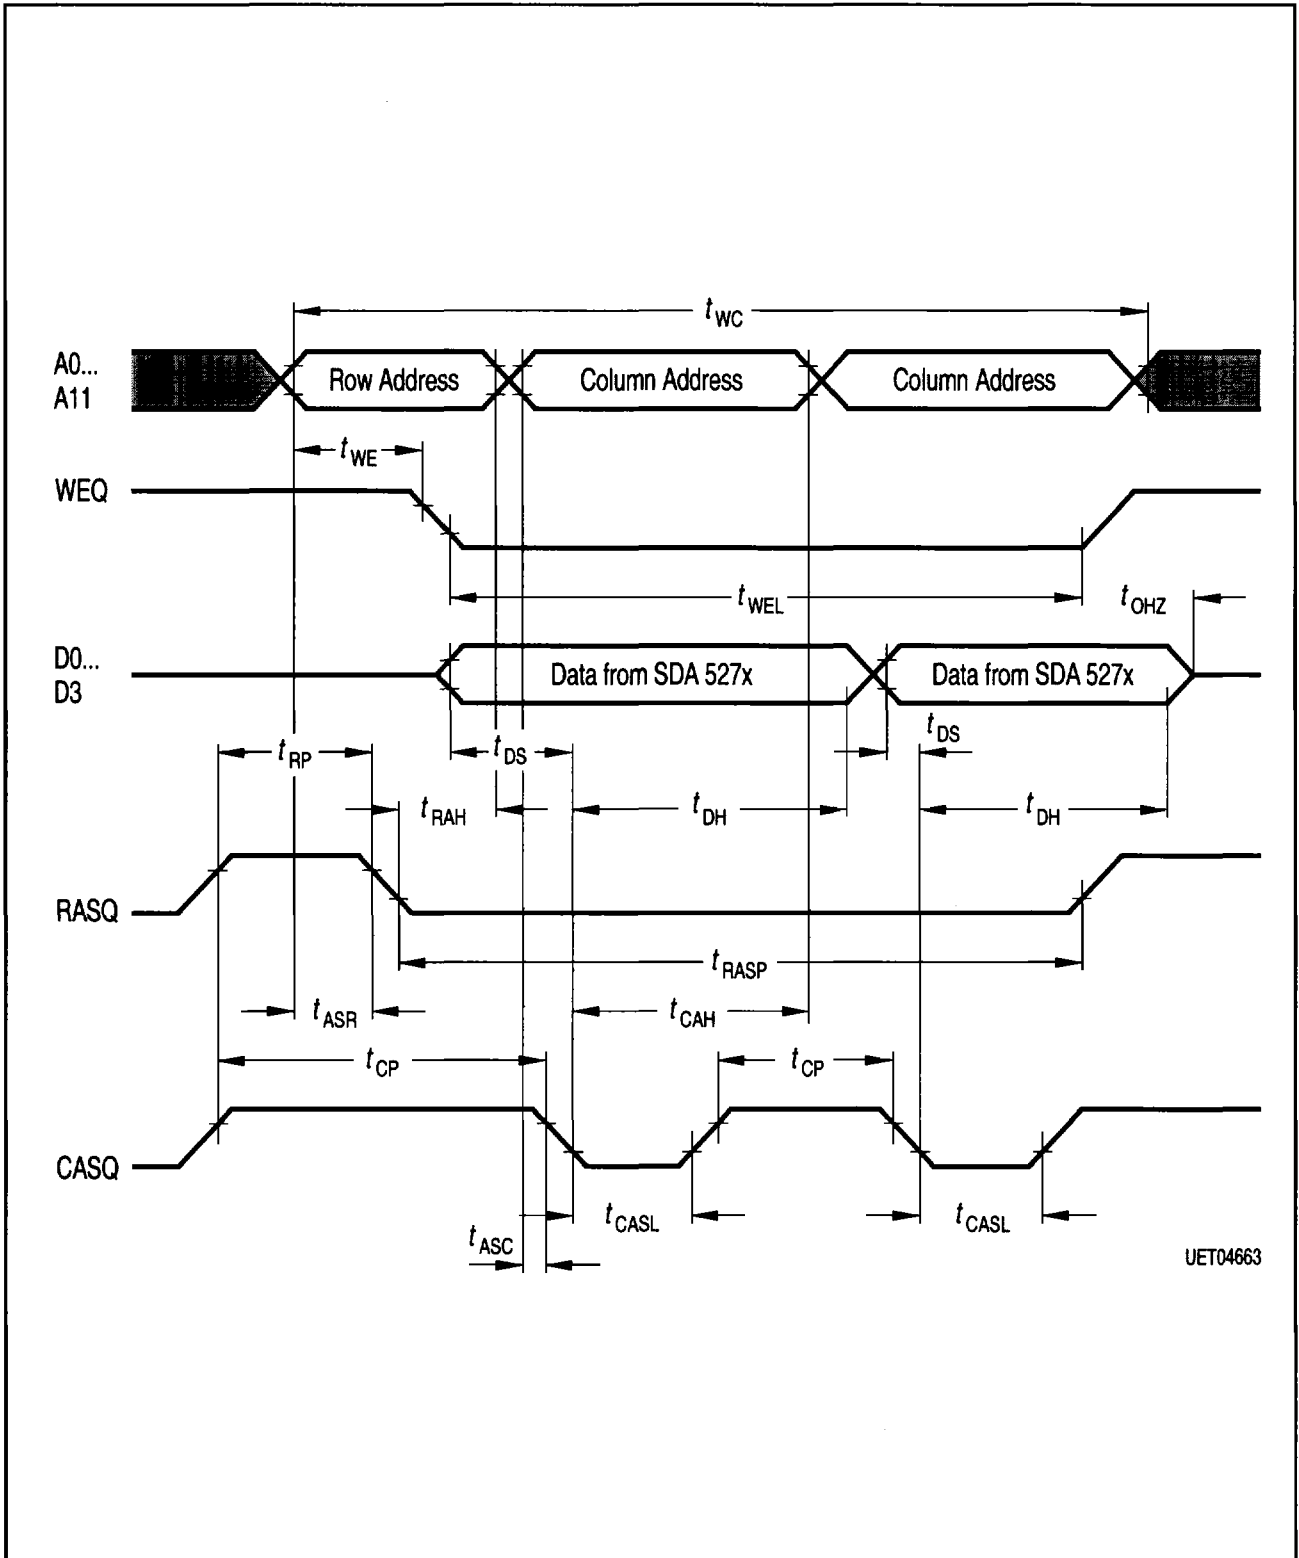 tWC
A0...
A11
Row Address
Column Address
Column Address
tWE
WEQ
tWEL
tOHZ
D0...
D3
Data from SDA 527x
Data from SDA 527x
tRP
tDS
tDS
tRAH
tDH
tDH
RASQ
tRASP
tASR
tCAH
tCP
tCP
CASQ
tCASL
tCASL
tASC
UET04663